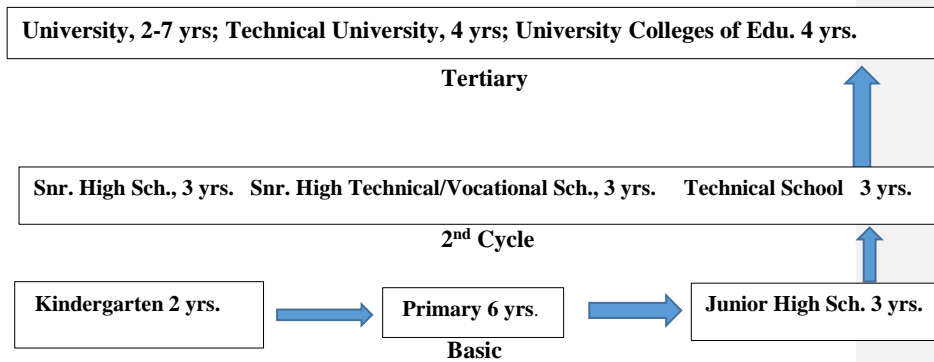 University, 2-7 yrs; Technical University, 4 yrs; University Colleges of Edu. 4 yrs.
Tertiary
Snr. High Sch., 3 yrs. Snr. High Technical/Vocational Sch., 3 yrs. Technical School 3 yrs.
2nd Cycle
Kindergarten 2 yrs.
Primary 6 yrs.
Junior High Sch. 3 yrs.
Basic